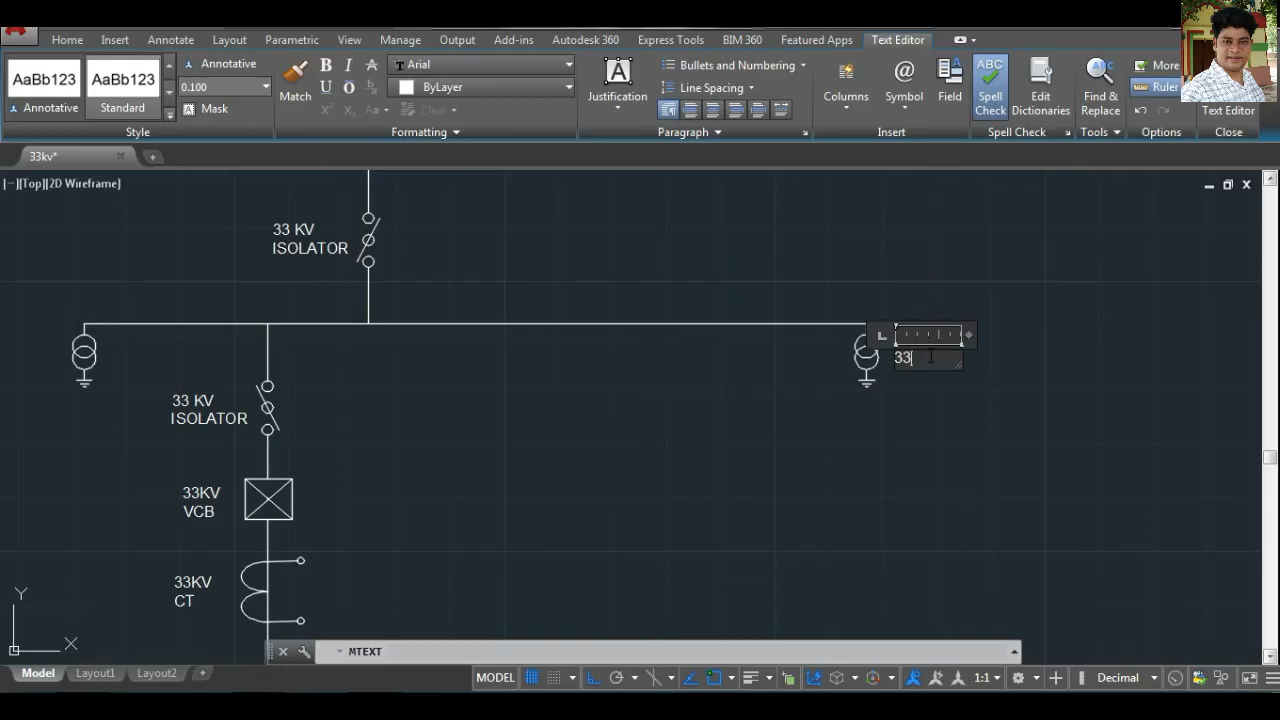 Home Insert Annotate Layout Parametric View Manage Output Add-ins Autodesk 360 Express Tools BIM 360 Featured Apps Text Editor
AaBb123 AaBb123 Annotative
Annotative Standard 0.100
Mask
Style
Match
Arial
ByLayer
Formatting
Justification
Bullets and Numbering
Line Spacing
Paragraph
Columns Symbol Field
Insert
ABC
Spell Check
Edit Dictionaries
Spell Check
Find & Replace
Tools
More
Ruler
Options
Text Editor
Close
33kv*
[−][Top][2D Wireframe]
33 KV
ISOLATOR
33
33 KV
ISOLATOR
33KV
VCB
33KV
CT
Y
X
MTEXT
Model Layout1 Layout2
MODEL 1:1 Decimal